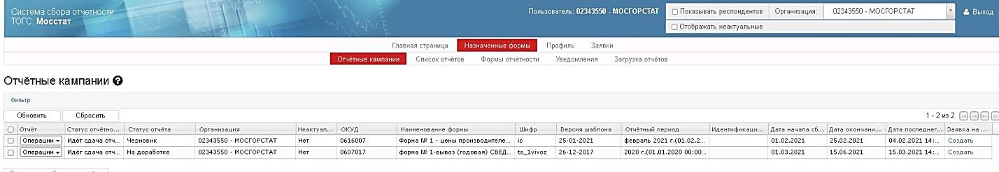 Система сбора отчетности
ТОГС: Мосстат
Пользователь: 02343550 - МОСГОРСТАТ
Показывать респондентов Организация: 02343550 - МОСГОРСТАТ
Выход
Отображать неактуальные
Главная страница Назначенные формы Профиль Заявки
Отчётные кампании Список отчётов Формы отчётности Уведомления Загрузка отчётов
Отчётные кампании
Фильтр
Обновить Сбросить 1 - 2 из 2
Отчёт Статус отчётно... Статус отчёта Организация Неактуал... ОКУД Наименование формы Шифр Версия шаблона Отчётный период Идентификаци... Дата начала сб... Дата окончани... Дата последнег... Заявка на ...
Операции Идёт сдача отч... Черновик 02343550 - МОСГОРСТАТ Нет 0616007 Форма № 1 - цены производителе... ic 25-01-2021 февраль 2021 г.(01.02.2... 01.02.2021 25.02.2021 04.02.2021 14:... Создать
Операции Идёт сдача отч... На доработке 02343550 - МОСГОРСТАТ Нет 0607017 форма № 1-вывоз (годовая) СВЕД... to_1vivoz 26-12-2017 2020 г.(01.01.2020 00:00... 01.03.2021 15.06.2021 15.03.2021 14:... Создать